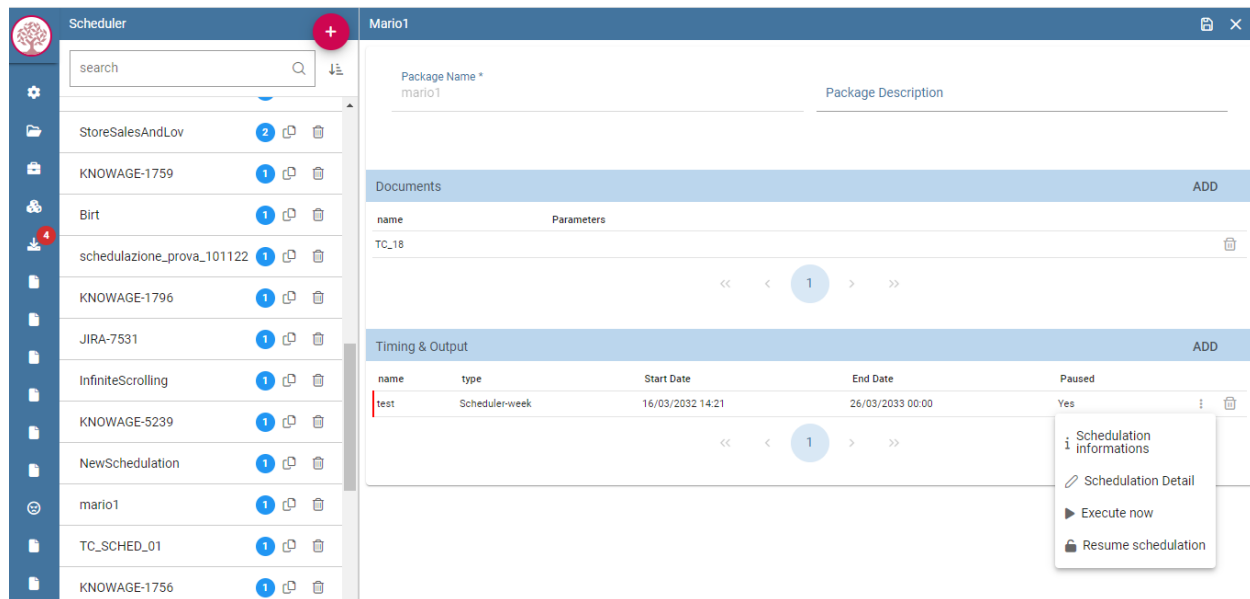 Scheduler
+
search
StoreSalesAndLov 2
KNOWAGE-1759 1
Birt 1
4
schedulazione_prova_101122 1
KNOWAGE-1796 1
JIRA-7531 1
InfiniteScrolling 1
KNOWAGE-5239 1
NewSchedulation 1
mario1 1
TC_SCHED_01 1
KNOWAGE-1756 1
Mario1
Package Name *
mario1
Package Description
Documents ADD
name Parameters
TC_18
<< < 1 > >>
Timing & Output ADD
name type Start Date End Date Paused
test Scheduler-week 16/03/2032 14:21 26/03/2033 00:00 Yes
<< < 1 > >>
Schedulation
informations
Schedulation Detail
Execute now
Resume schedulation